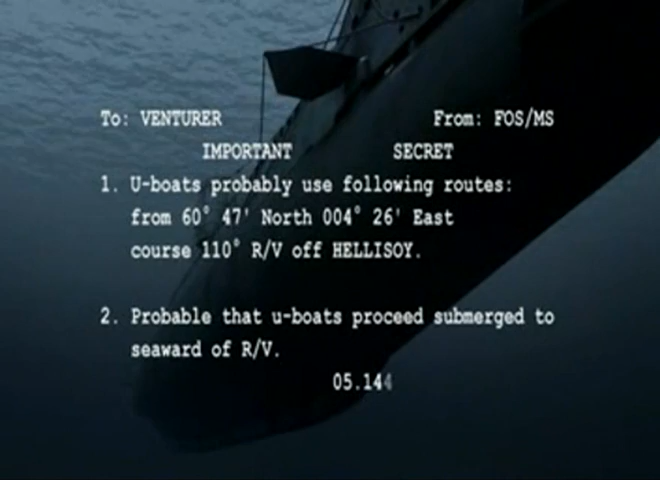 To: VENTURER From: FOS/MS
IMPORTANT SECRET
1. U-boats probably use following routes:
from 60° 47' North 004° 26' East
course 110° R/V off HELLISOY.
2. Probable that u-boats proceed submerged to
seaward of R/V.
05.144